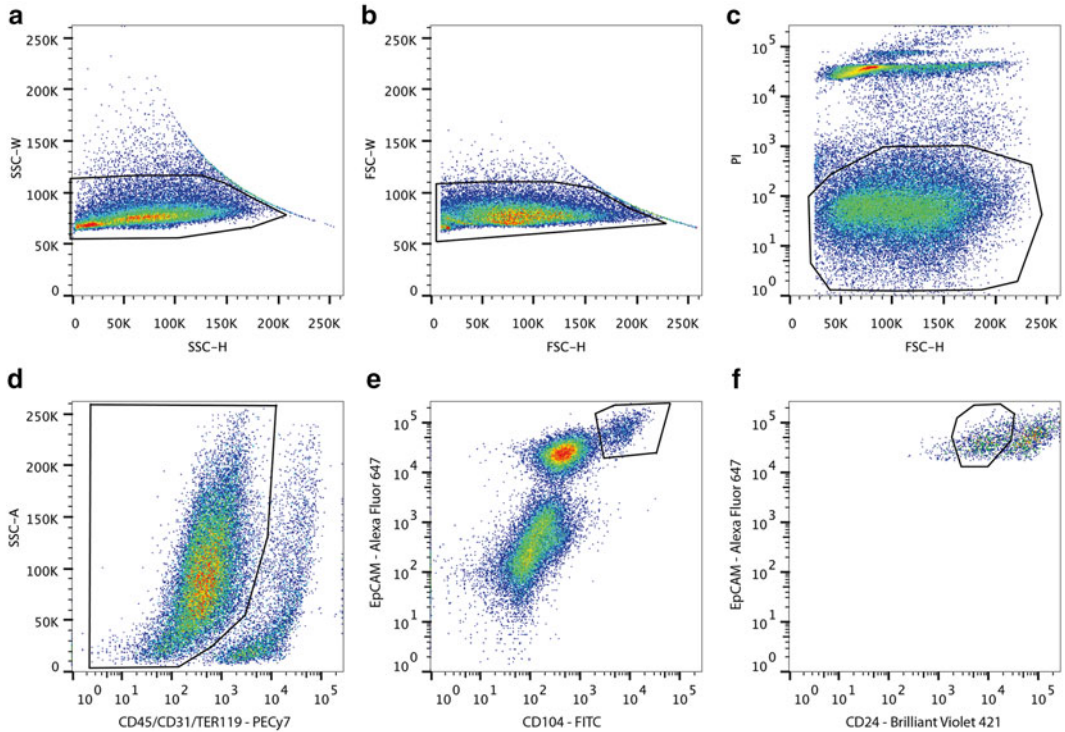 a
250K
200K
150K
100K
50K
0
SSC-W
0 50K 100K 150K 200K 250K
SSC-H
b
250K
200K
150K
100K
50K
0
FSC-W
0 50K 100K 150K 200K 250K
FSC-H
c
10^5
10^4
10^3
10^2
10^1
10^0
PI
0 50K 100K 150K 200K 250K
FSC-H
d
250K
200K
150K
100K
50K
0
SSC-A
10^0 10^1 10^2 10^3 10^4 10^5
CD45/CD31/TER119 - PECy7
e
10^5
10^4
10^3
10^2
10^1
10^0
EpCAM - Alexa Fluor 647
10^0 10^1 10^2 10^3 10^4 10^5
CD104 - FITC
f
10^5
10^4
10^3
10^2
10^1
10^0
EpCAM - Alexa Fluor 647
10^0 10^1 10^2 10^3 10^4 10^5
CD24 - Brilliant Violet 421